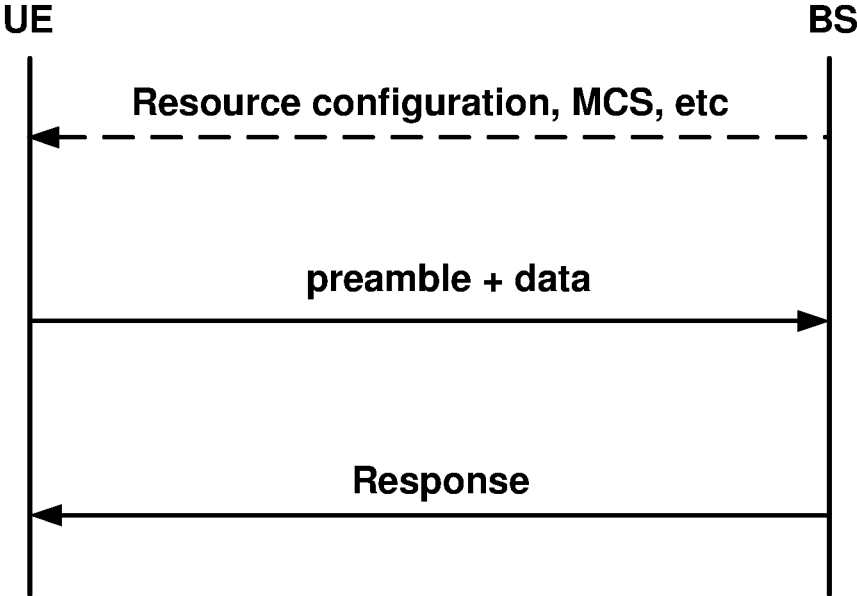 UE
BS
Resource configuration, MCS, etc
preamble + data
Response